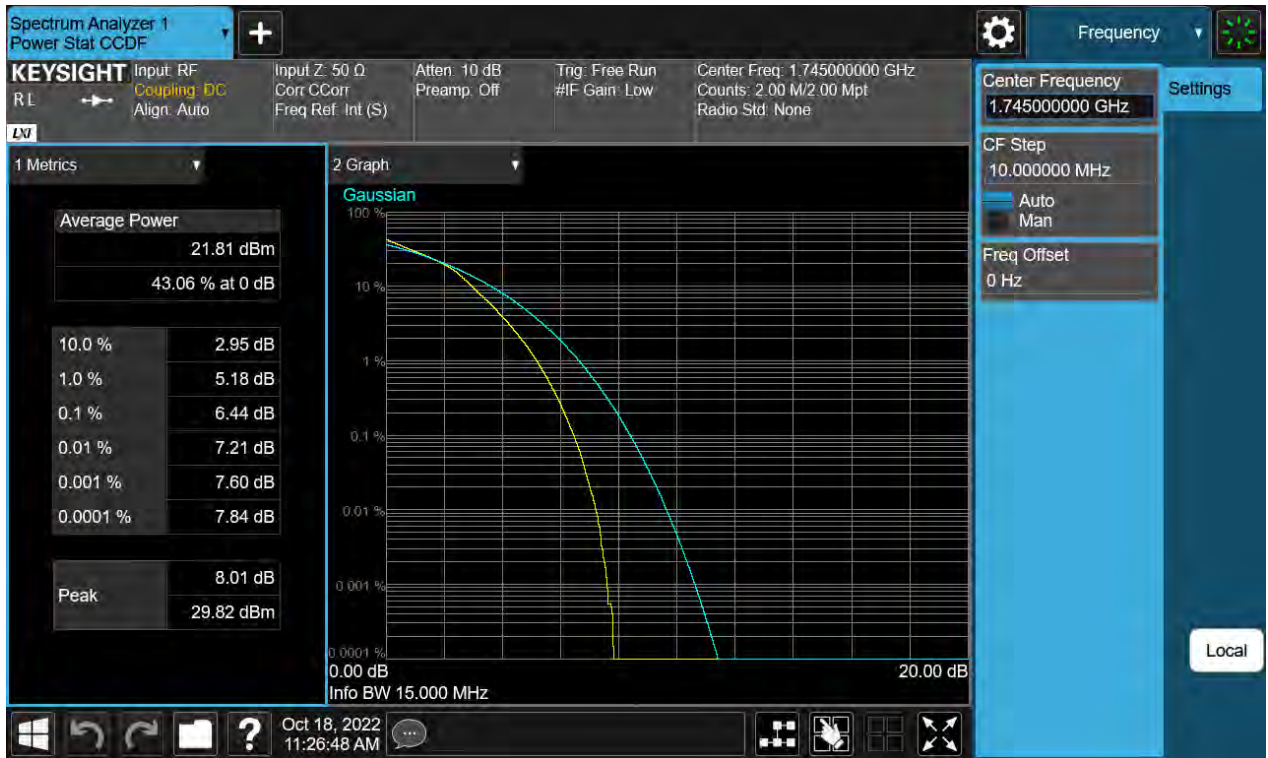 Spectrum Analyzer 1
Power Stat CCDF
+
Frequency
KEYSIGHT
RL
LXI
Input: RF
Coupling: DC
Align: Auto
Input Z: 50 Ω
Corr CCorr
Freq Ref: Int (S)
Atten: 10 dB
Preamp: Off
Trig: Free Run
#IF Gain: Low
Center Freq: 1.745000000 GHz
Counts: 2.00 M/2.00 Mpt
Radio Std: None
Center Frequency
1.745000000 GHz
Settings
CF Step
10.000000 MHz
Auto
Man
Freq Offset
0 Hz
1 Metrics
Average Power
21.81 dBm
43.06 % at 0 dB
10.0 % 2.95 dB
1.0 % 5.18 dB
0.1 % 6.44 dB
0.01 % 7.21 dB
0.001 % 7.60 dB
0.0001 % 7.84 dB
Peak
8.01 dB
29.82 dBm
2 Graph
Gaussian
100 %
10 %
1 %
0.1 %
0.01 %
0.001 %
0.0001 %
0.00 dB
20.00 dB
Info BW 15.000 MHz
Local
?
Oct 18, 2022
11:26:48 AM